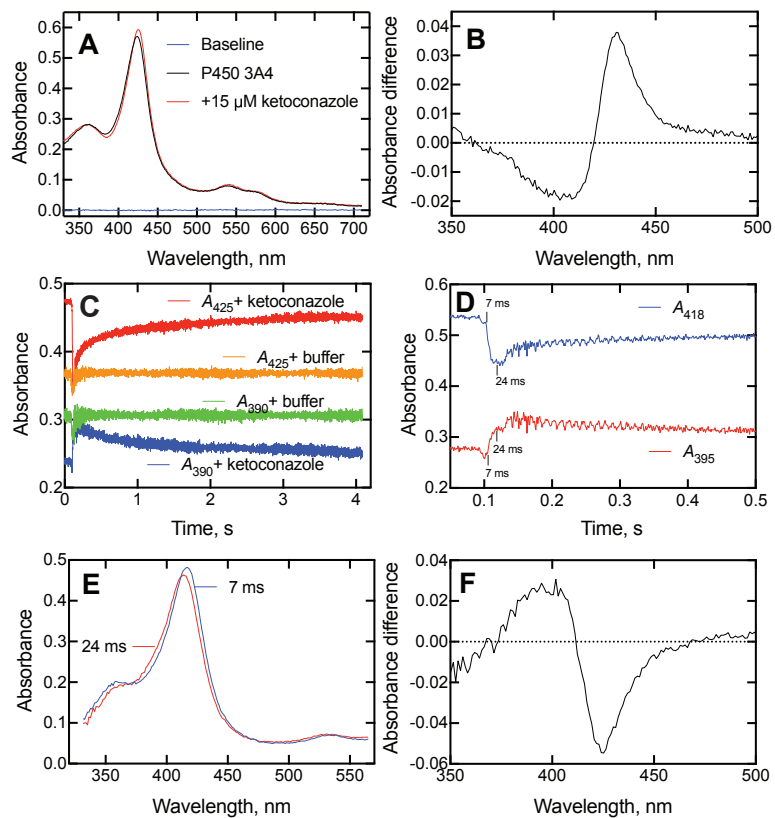 A
Baseline
P450 3A4
+15 µM ketoconazole
Absorbance
0.6
0.5
0.4
0.3
0.2
0.1
0.0
350 400 450 500 550 600 650 700
Wavelength, nm
B
Absorbance difference
0.04
0.03
0.02
0.01
0.00
-0.01
-0.02
350 400 450 500
Wavelength, nm
C
A425+ ketoconazole
A425+ buffer
A390+ buffer
A390+ ketoconazole
Absorbance
0.5
0.4
0.3
0.2
0 1 2 3 4
Time, s
D
7 ms
A418
24 ms
24 ms
7 ms
A395
0.6
0.5
0.4
0.3
0.2
0.1 0.2 0.3 0.4 0.5
Time, s
E
7 ms
24 ms
Absorbance
0.5
0.4
0.3
0.2
0.1
0.0
350 400 450 500 550
Wavelength, nm
F
Absorbance difference
0.04
0.02
0.00
-0.02
-0.04
-0.06
350 400 450 500
Wavelength, nm